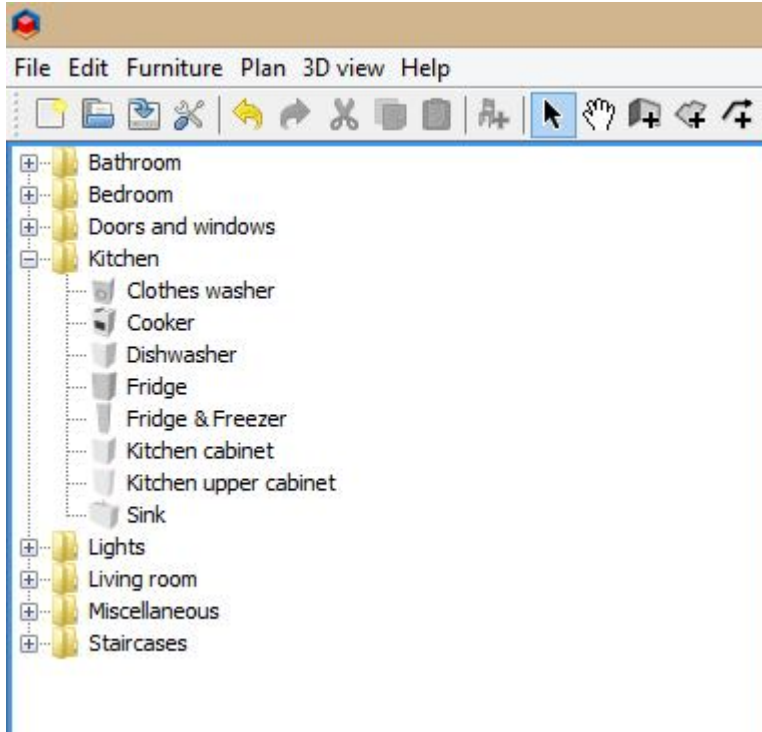 File Edit Furniture Plan 3D view Help
Bathroom
Bedroom
Doors and windows
Kitchen
Clothes washer
Cooker
Dishwasher
Fridge
Fridge & Freezer
Kitchen cabinet
Kitchen upper cabinet
Sink
Lights
Living room
Miscellaneous
Staircases